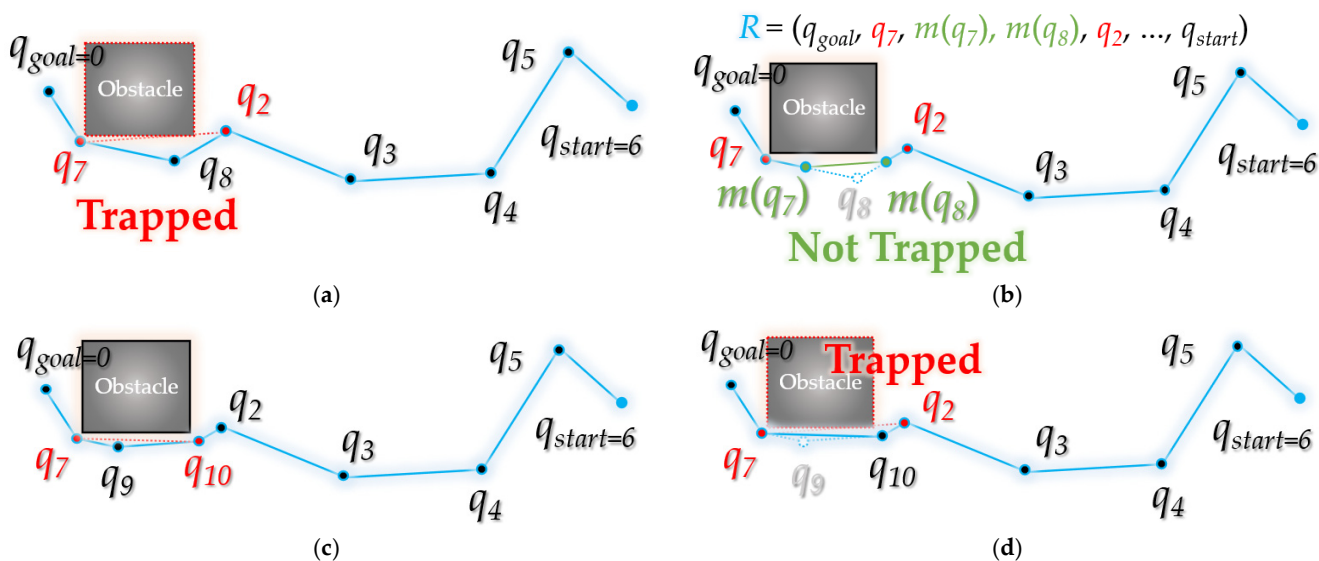 q_goal=0
Obstacle
q_2
q_5
q_7
q_8
q_3
q_start=6
q_4
Trapped
(a)
R = (q_goal, q_7, m(q_7), m(q_8), q_2, ..., q_start)
q_goal=0
Obstacle
q_5
q_2
q_7
q_3
q_start=6
m(q_7)
q_8
m(q_8)
q_4
Not Trapped
(b)
q_goal=0
Obstacle
q_5
q_2
q_7
q_9
q_10
q_3
q_start=6
q_4
(c)
q_goal=0
Trapped
Obstacle
q_5
q_2
q_7
q_9
q_10
q_3
q_start=6
q_4
(d)